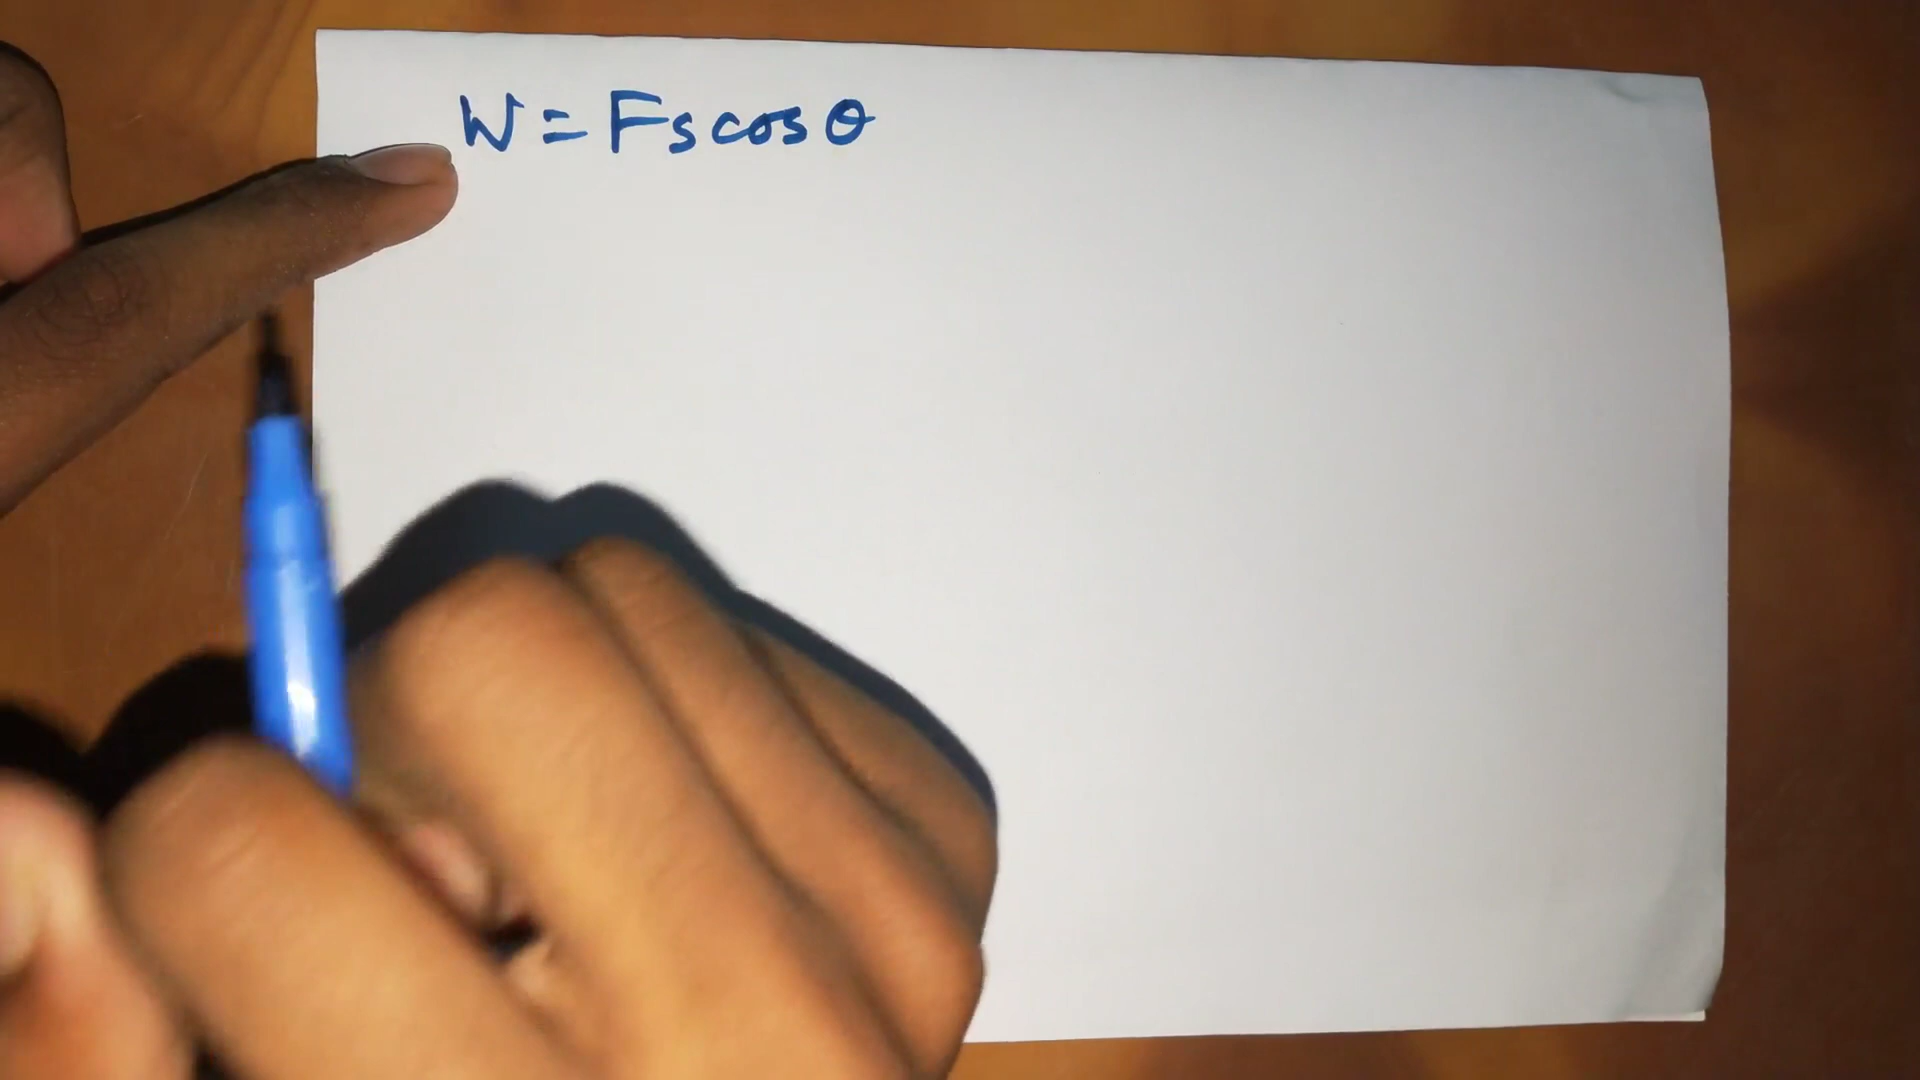 W = Fs cos θ